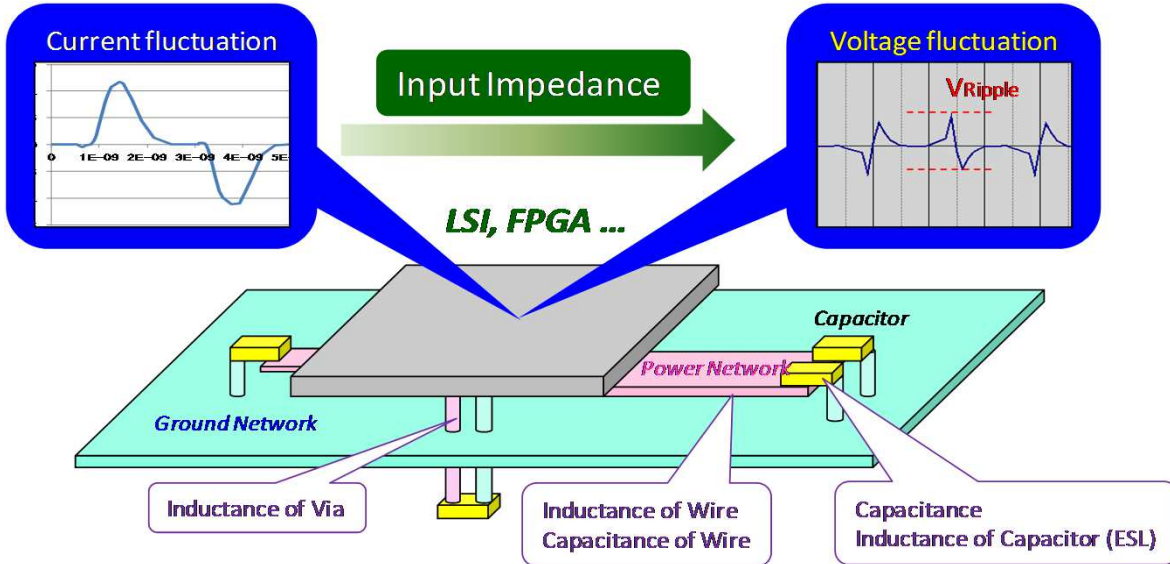 Current fluctuation
0 1E-09 2E-09 3E-09 4E-09 5E-
Input Impedance
Voltage fluctuation
VRipple
LSI, FPGA ...
Capacitor
Power Network
Ground Network
Inductance of Via
Inductance of Wire
Capacitance of Wire
Capacitance
Inductance of Capacitor (ESL)